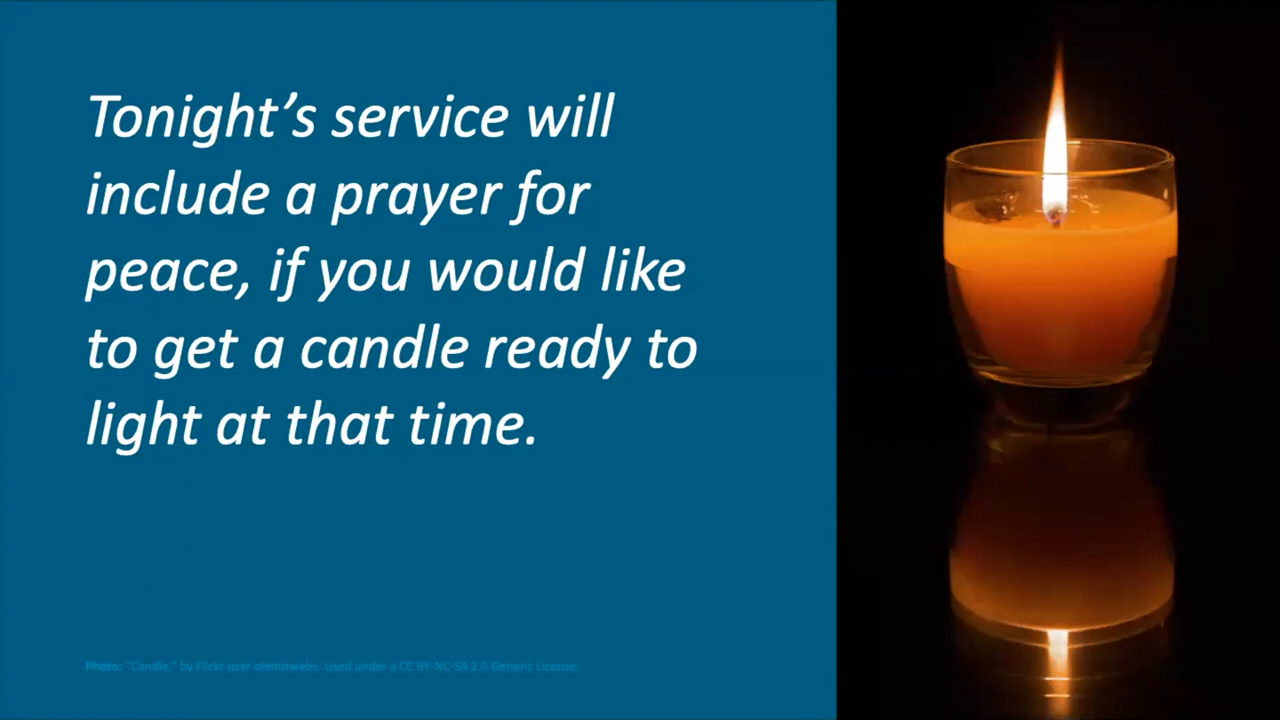 Tonight’s service will
include a prayer for
peace, if you would like
to get a candle ready to
light at that time.
Photo: "Candle," by Flickr user olemiswebs. Used under a CC BY-NC-SA 2.0 Generic License.